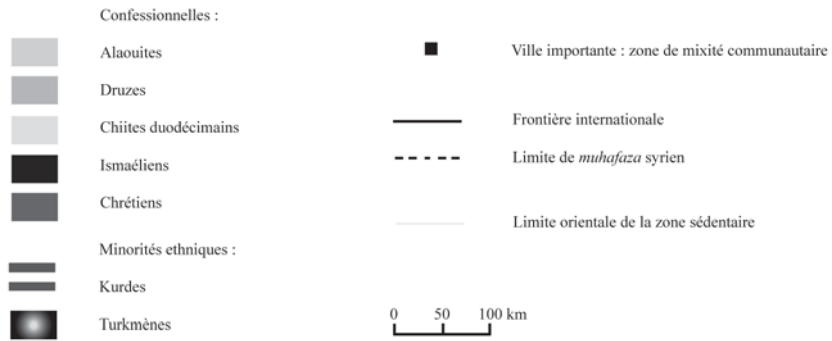 Confessionnelles :
Alaouites
Druzes
Chiites duodécimains
Ismaéliens
Chrétiens
Minorités ethniques :
Kurdes
Turkmènes
Ville importante : zone de mixité communautaire
Frontière internationale
Limite de muhafaza syrien
Limite orientale de la zone sédentaire
0 50 100 km